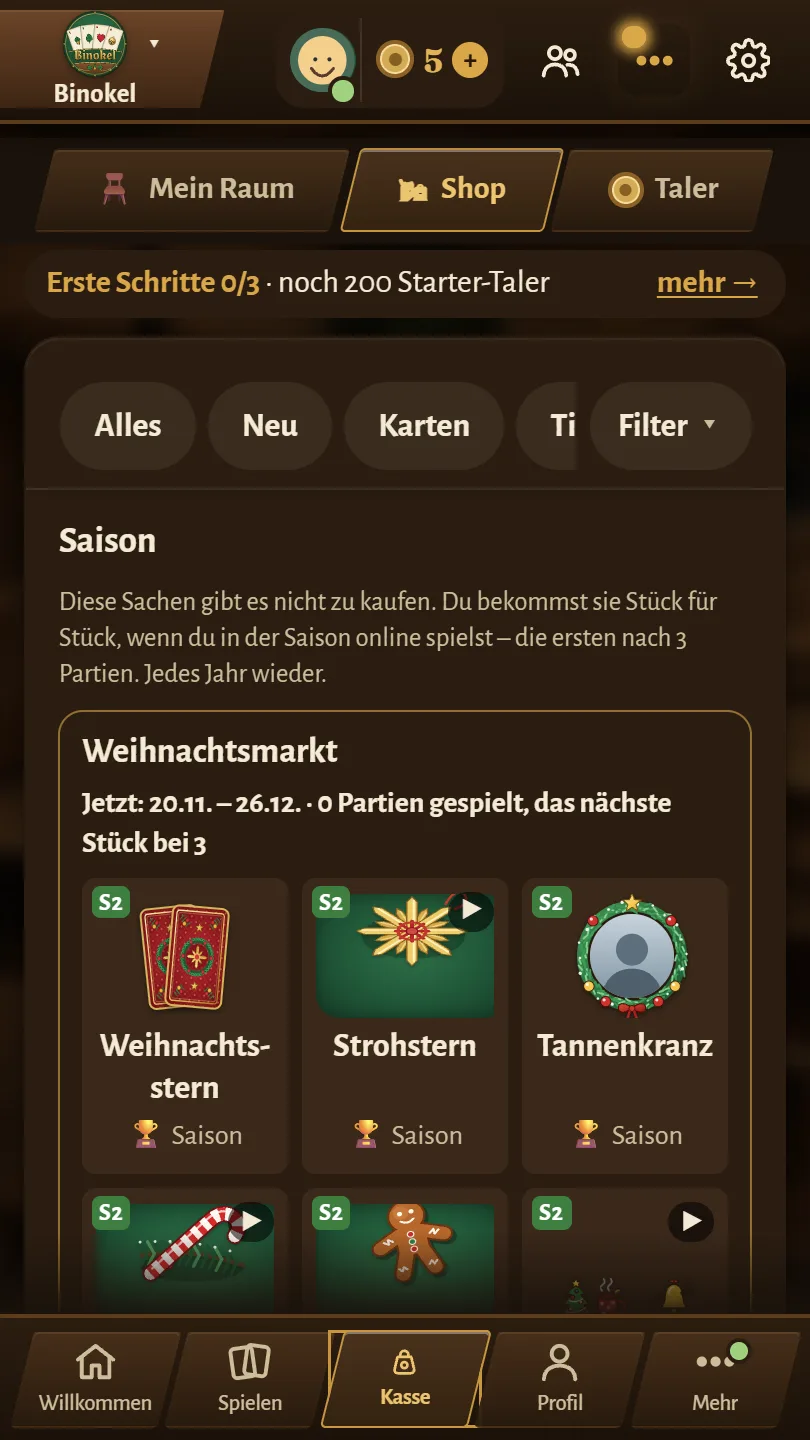 Binokel
Binokel
5
Mein Raum
Shop
Taler
Erste Schritte 0/3 · noch 200 Starter-Taler
mehr →
Alles
Neu
Karten
Ti
Filter
Saison
Diese Sachen gibt es nicht zu kaufen. Du bekommst sie Stück für
Stück, wenn du in der Saison online spielst – die ersten nach 3
Partien. Jedes Jahr wieder.
Weihnachtsmarkt
Jetzt: 20.11. – 26.12. · 0 Partien gespielt, das nächste
Stück bei 3
S2
S2
S2
Weihnachts-
stern
Strohstern
Tannenkranz
Saison
Saison
Saison
S2
S2
S2
Willkommen
Spielen
Kasse
Profil
Mehr